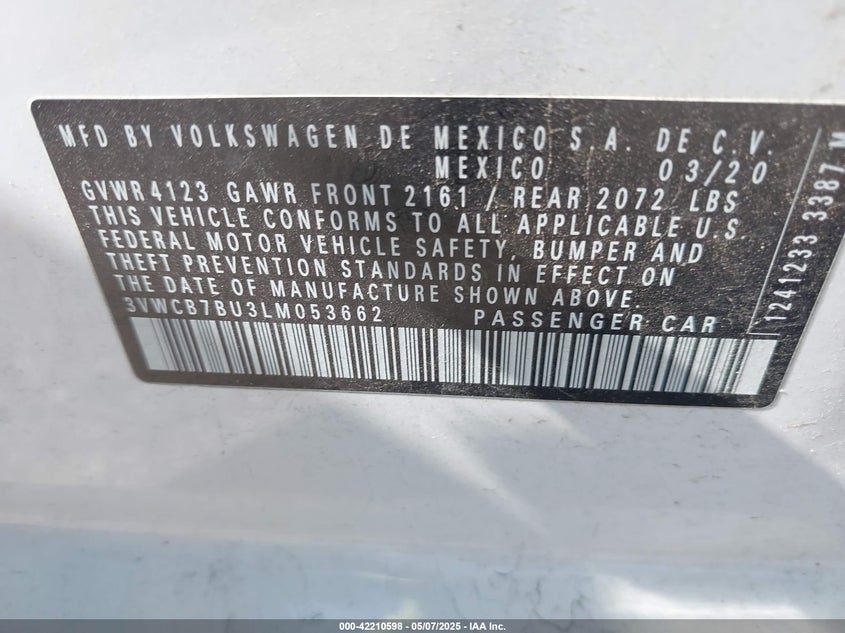 MFD BY VOLKSWAGEN DE MEXICO S.A. DE C.V.
MEXICO 03/20
GVWR 4123 GAWR FRONT 2161 / REAR 2072 LBS
THIS VEHICLE CONFORMS TO ALL APPLICABLE U.S.
FEDERAL MOTOR VEHICLE SAFETY, BUMPER AND
THEFT PREVENTION STANDARDS IN EFFECT ON
THE DATE OF MANUFACTURE SHOWN ABOVE.
3VWCB7BU3LM053662 PASSENGER CAR
1241233 3387 M
000-42210598 - 05/07/2025 - IAA Inc.